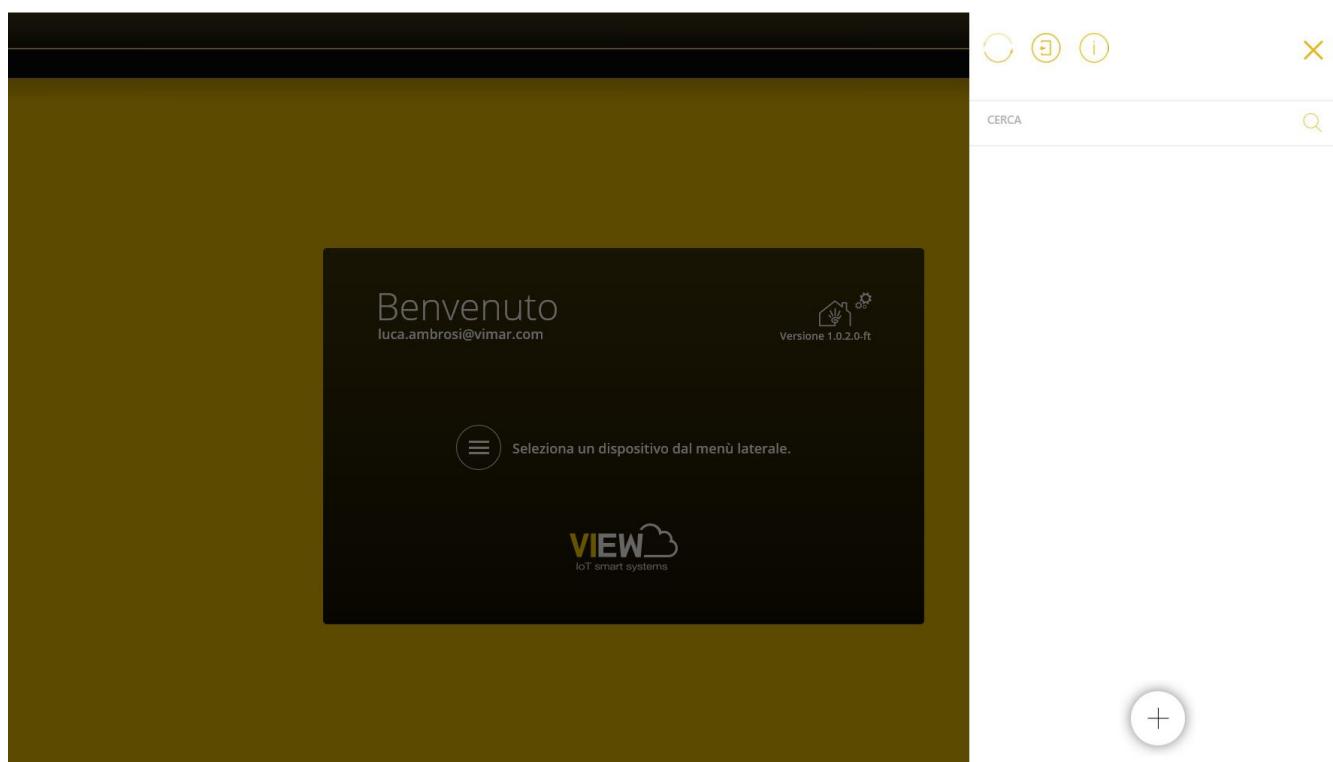 CERCA
Benvenuto
luca.ambrosi@vimar.com
Versione 1.0.2.0-ft
Seleziona un dispositivo dal menù laterale.
VIEW
IoT smart systems